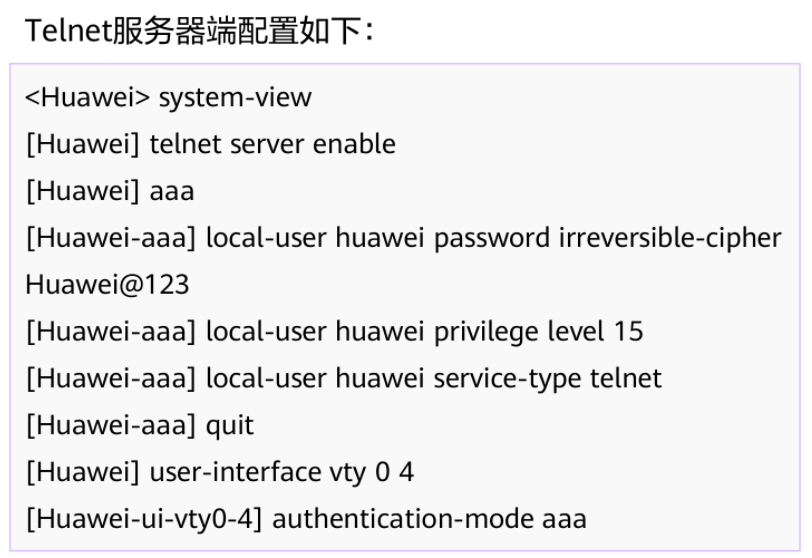 Telnet服务器端配置如下：
<Huawei> system-view
[Huawei] telnet server enable
[Huawei] aaa
[Huawei-aaa] local-user huawei password irreversible-cipher
Huawei@123
[Huawei-aaa] local-user huawei privilege level 15
[Huawei-aaa] local-user huawei service-type telnet
[Huawei-aaa] quit
[Huawei] user-interface vty 0 4
[Huawei-ui-vty0-4] authentication-mode aaa